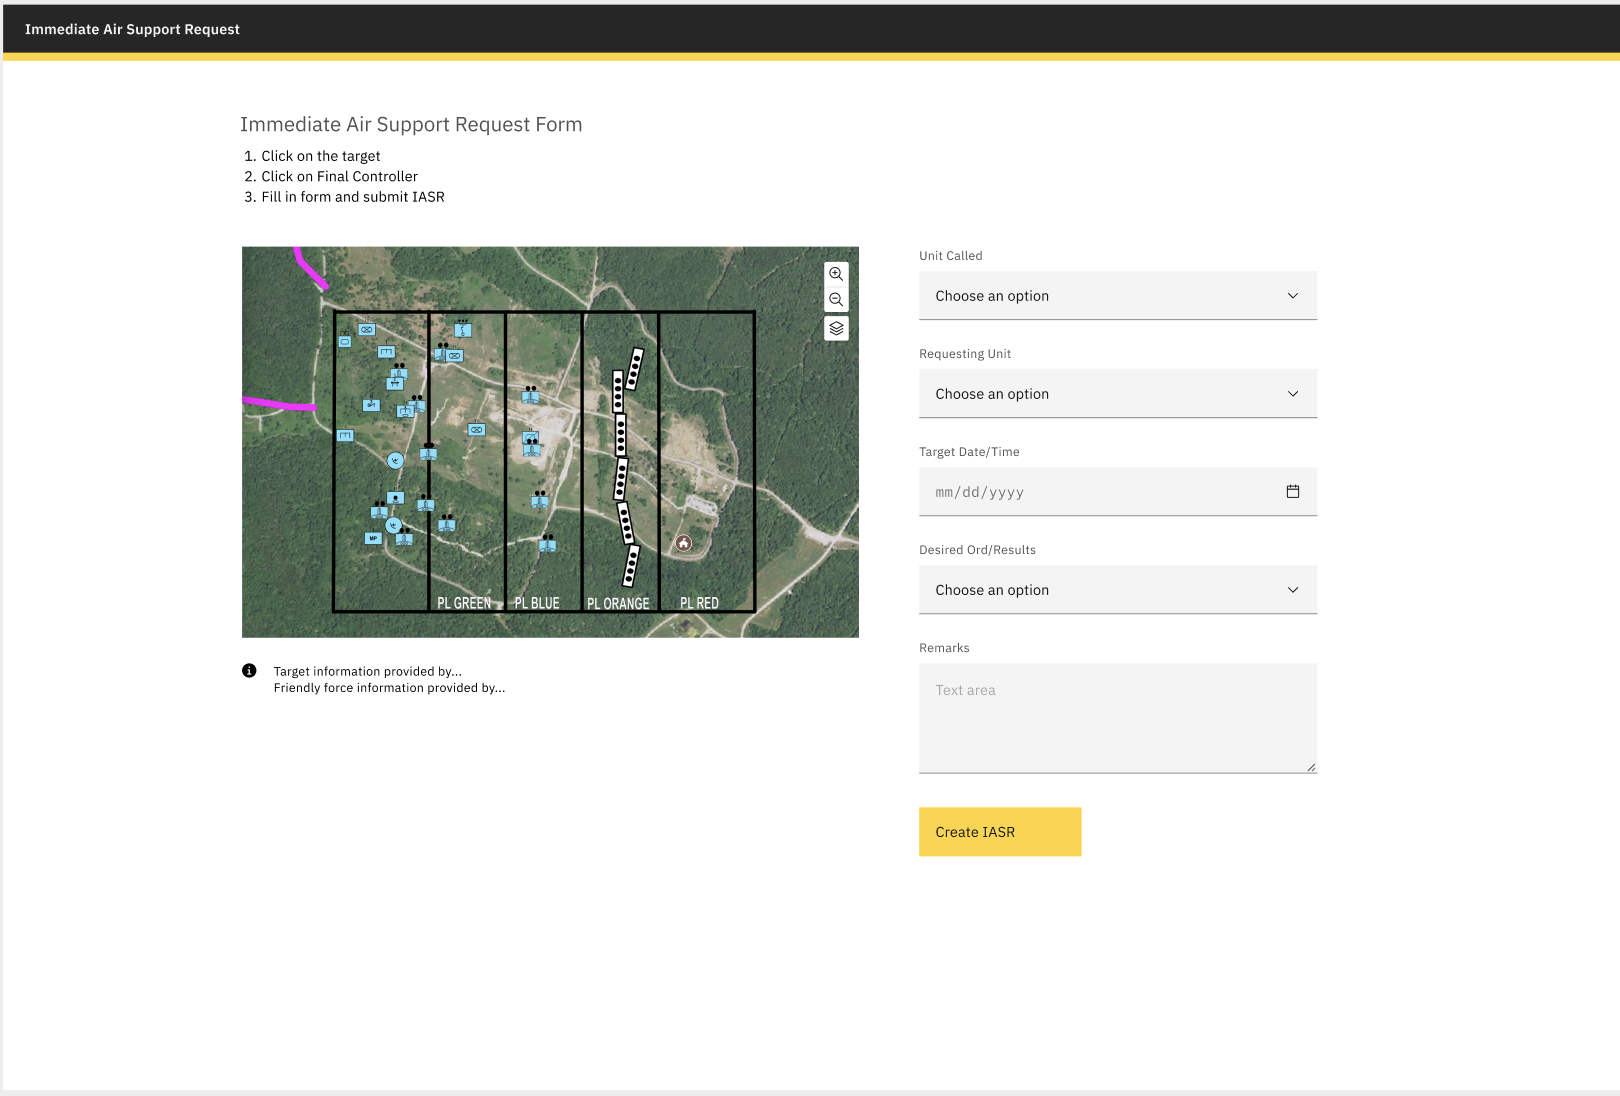 Immediate Air Support Request
Immediate Air Support Request Form
1. Click on the target
2. Click on Final Controller
3. Fill in form and submit IASR
PL GREEN
PL BLUE
PL ORANGE
PL RED
MP
Target information provided by...
Friendly force information provided by...
Unit Called
Choose an option
Requesting Unit
Choose an option
Target Date/Time
mm/dd/yyyy
Desired Ord/Results
Choose an option
Remarks
Text area
Create IASR